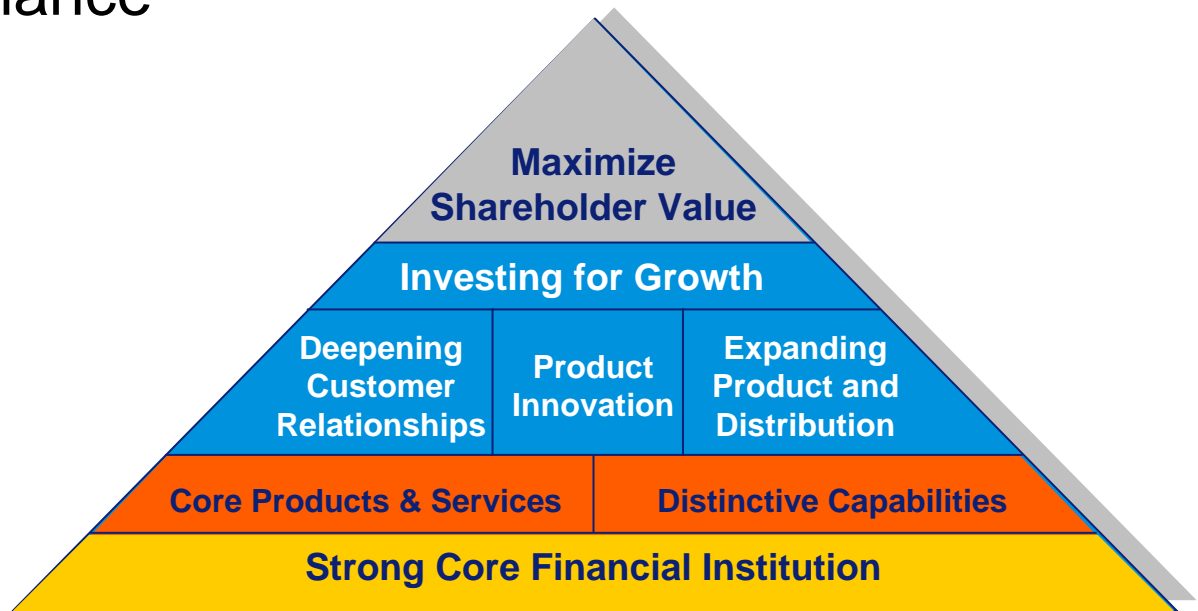 Maximize
Shareholder Value
Investing for Growth
Deepening
Customer
Relationships
Product
Innovation
Expanding
Product and
Distribution
Core Products & Services
Distinctive Capabilities
Strong Core Financial Institution